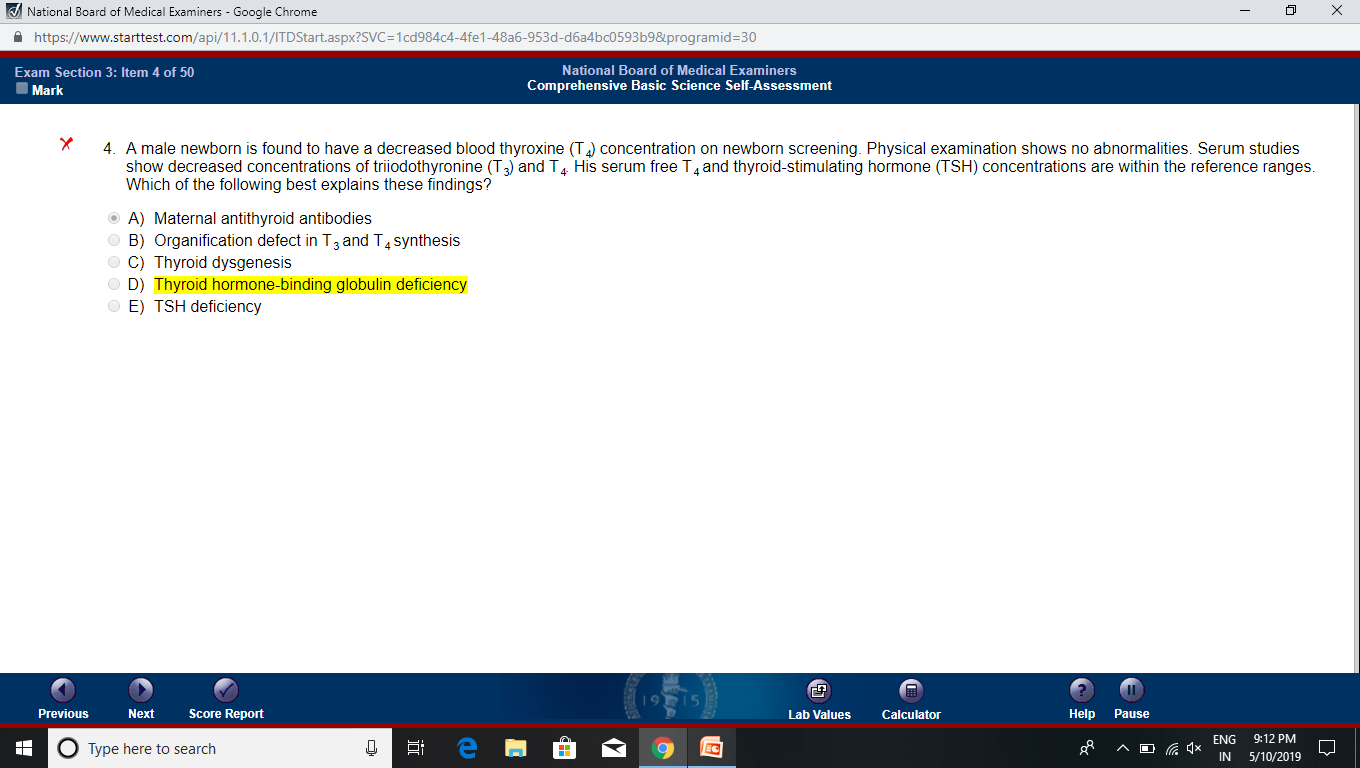 National Board of Medical Examiners - Google Chrome
https://www.starttest.com/api/11.1.0.1/ITDStart.aspx?SVC=1cd984c4-4fe1-48a6-953d-d6a4bc0593b9&programid=30
Exam Section 3: Item 4 of 50
National Board of Medical Examiners
Mark
Comprehensive Basic Science Self-Assessment
4. A male newborn is found to have a decreased blood thyroxine (T4) concentration on newborn screening. Physical examination shows no abnormalities. Serum studies
show decreased concentrations of triiodothyronine (T3) and T4. His serum free T4 and thyroid-stimulating hormone (TSH) concentrations are within the reference ranges.
Which of the following best explains these findings?
A) Maternal antithyroid antibodies
B) Organification defect in T3 and T4 synthesis
C) Thyroid dysgenesis
D) Thyroid hormone-binding globulin deficiency
E) TSH deficiency
19 15
Previous Next Score Report Lab Values Calculator Help Pause
Type here to search
EC
ENG 9:12 PM
IN 5/10/2019